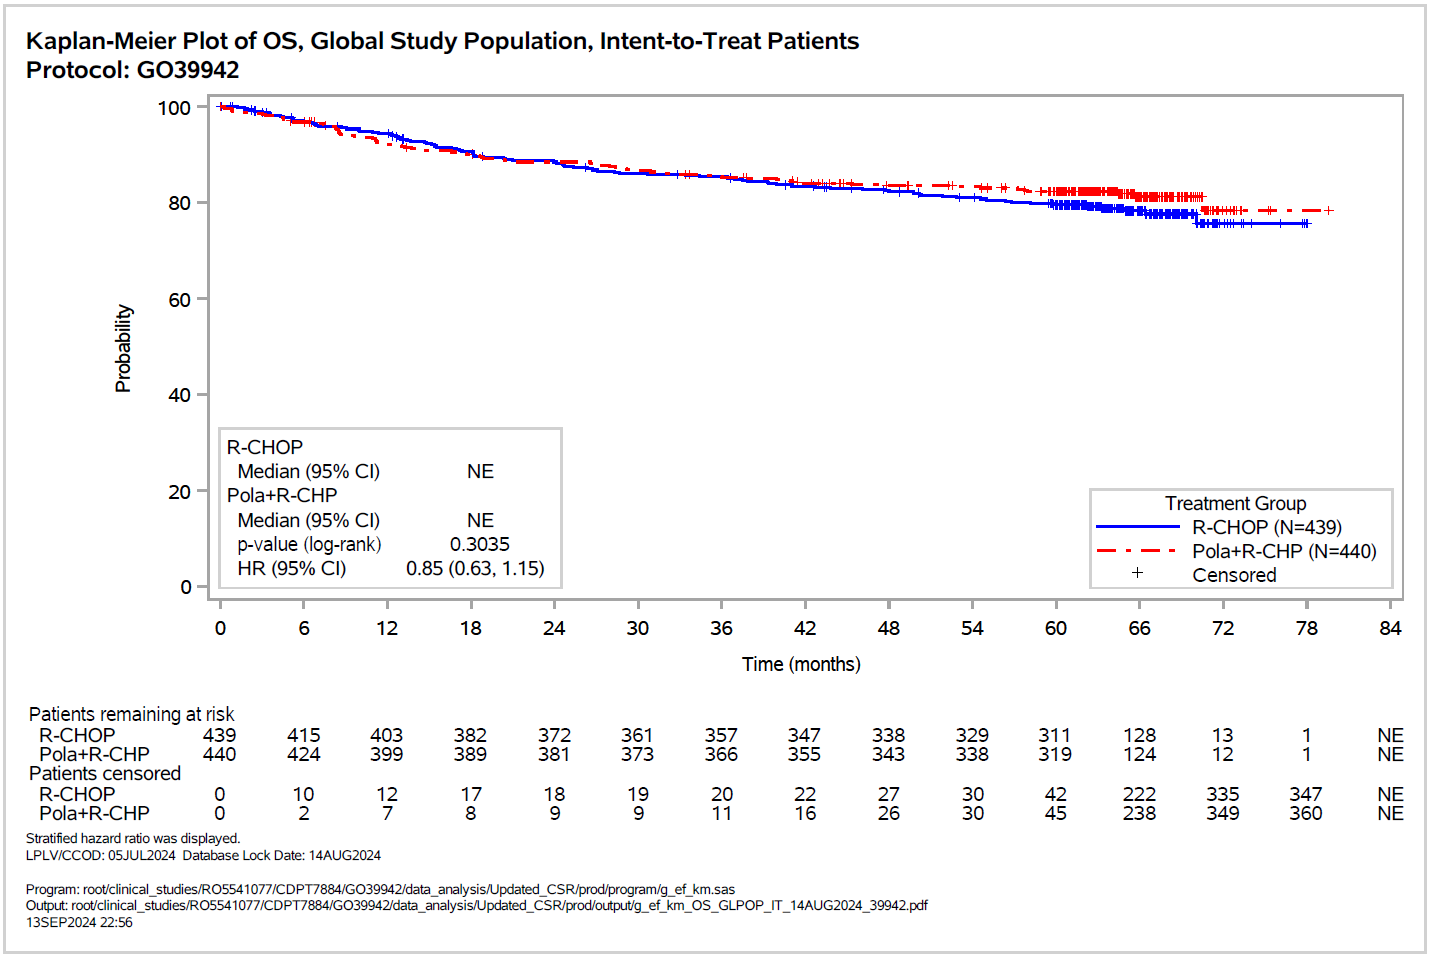 Kaplan-Meier Plot of OS, Global Study Population, Intent-to-Treat Patients
Protocol: GO39942
100
80
60
40
20
0
Probability
R-CHOP
Median (95% CI) NE
Pola+R-CHP
Median (95% CI) NE
p-value (log-rank) 0.3035
HR (95% CI) 0.85 (0.63, 1.15)
Treatment Group
R-CHOP (N=439)
Pola+R-CHP (N=440)
+ Censored
0 6 12 18 24 30 36 42 48 54 60 66 72 78 84
Time (months)
Patients remaining at risk
R-CHOP 439 415 403 382 372 361 357 347 338 329 311 128 13 1 NE
Pola+R-CHP 440 424 399 389 381 373 366 355 343 338 319 124 12 1 NE
Patients censored
R-CHOP 0 10 12 17 18 19 20 22 27 30 42 222 335 347 NE
Pola+R-CHP 0 2 7 8 9 9 11 16 26 30 45 238 349 360 NE
Stratified hazard ratio was displayed.
LPLV/CCOD: 05JUL2024 Database Lock Date: 14AUG2024
Program: root/clinical_studies/RO5541077/CDPT7884/GO39942/data_analysis/Updated_CSR/prod/program/g_ef_km.sas
Output: root/clinical_studies/RO5541077/CDPT7884/GO39942/data_analysis/Updated_CSR/prod/output/g_ef_km_OS_GLPOP_IT_14AUG2024_39942.pdf
13SEP2024 22:56